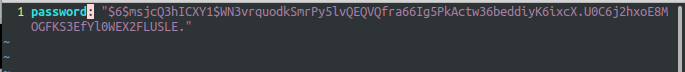 1 password: "$6$msjcQ3hICXY1$WN3vrquodkSmrPy5lvQEQVQfra66Ig5PkActw36beddiyK6ixcX.U0C6j2hxoE8M
OGFKS3EfYl0WEX2FLUSLE."
~
~
~